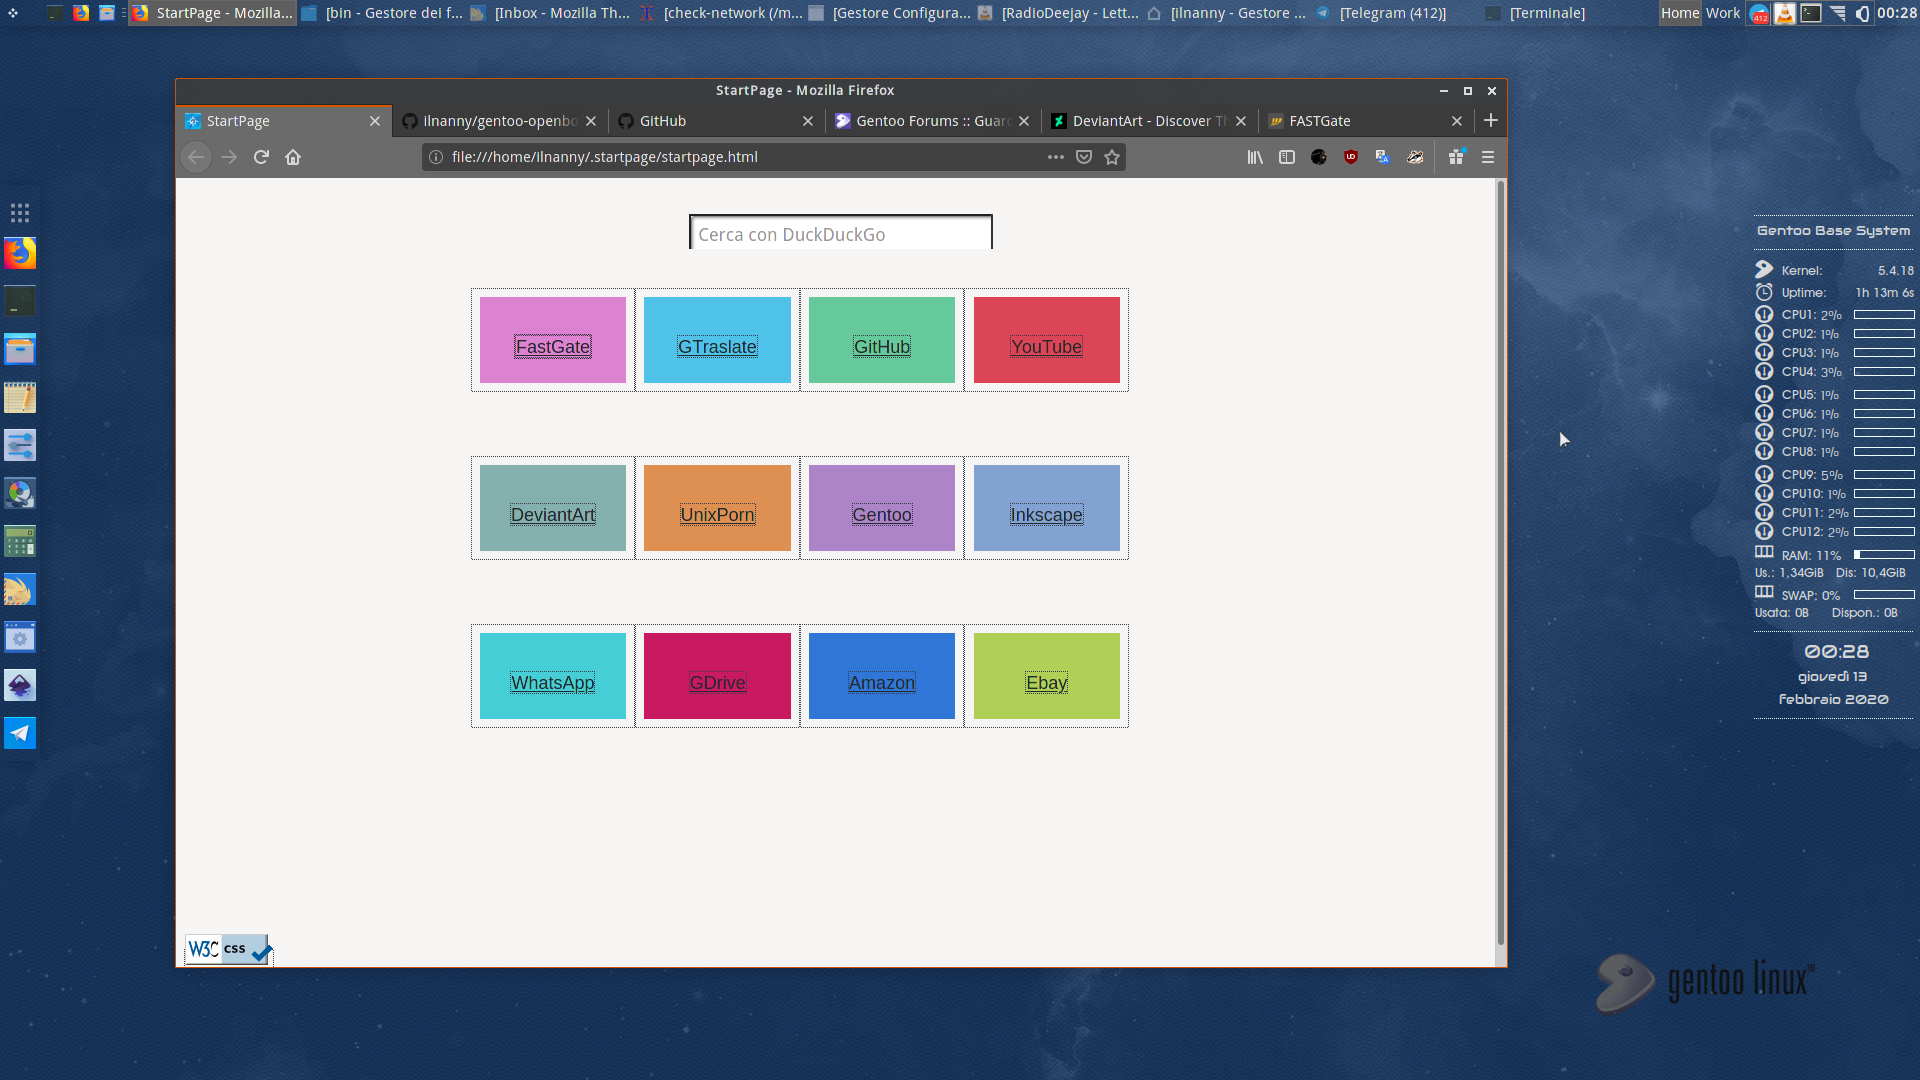 StartPage - Mozilla... [bin - Gestore dei f... [Inbox - Mozilla Th... [check-network (/m... [Gestore Configura... [RadioDeejay - Lett... [ilnanny - Gestore ... [Telegram (412)] [Terminale] Home Work 412 00:28
StartPage - Mozilla Firefox
StartPage ilnanny/gentoo-openbo GitHub Gentoo Forums :: Guar DeviantArt - Discover Th FASTGate
file:///home/ilnanny/.startpage/startpage.html
Cerca con DuckDuckGo
FastGate GTraslate GitHub YouTube
DeviantArt UnixPorn Gentoo Inkscape
WhatsApp GDrive Amazon Ebay
W3C css
Gentoo Base System
Kernel: 5.4.18
Uptime: 1h 13m 6s
CPU1: 2%
CPU2: 1%
CPU3: 1%
CPU4: 3%
CPU5: 1%
CPU6: 1%
CPU7: 1%
CPU8: 1%
CPU9: 5%
CPU10: 1%
CPU11: 2%
CPU12: 2%
RAM: 11%
Us.: 1,34GiB Dis: 10,4GiB
SWAP: 0%
Usata: 0B Dispon.: 0B
00:28
giovedì 13
febbraio 2020
gentoo linux™